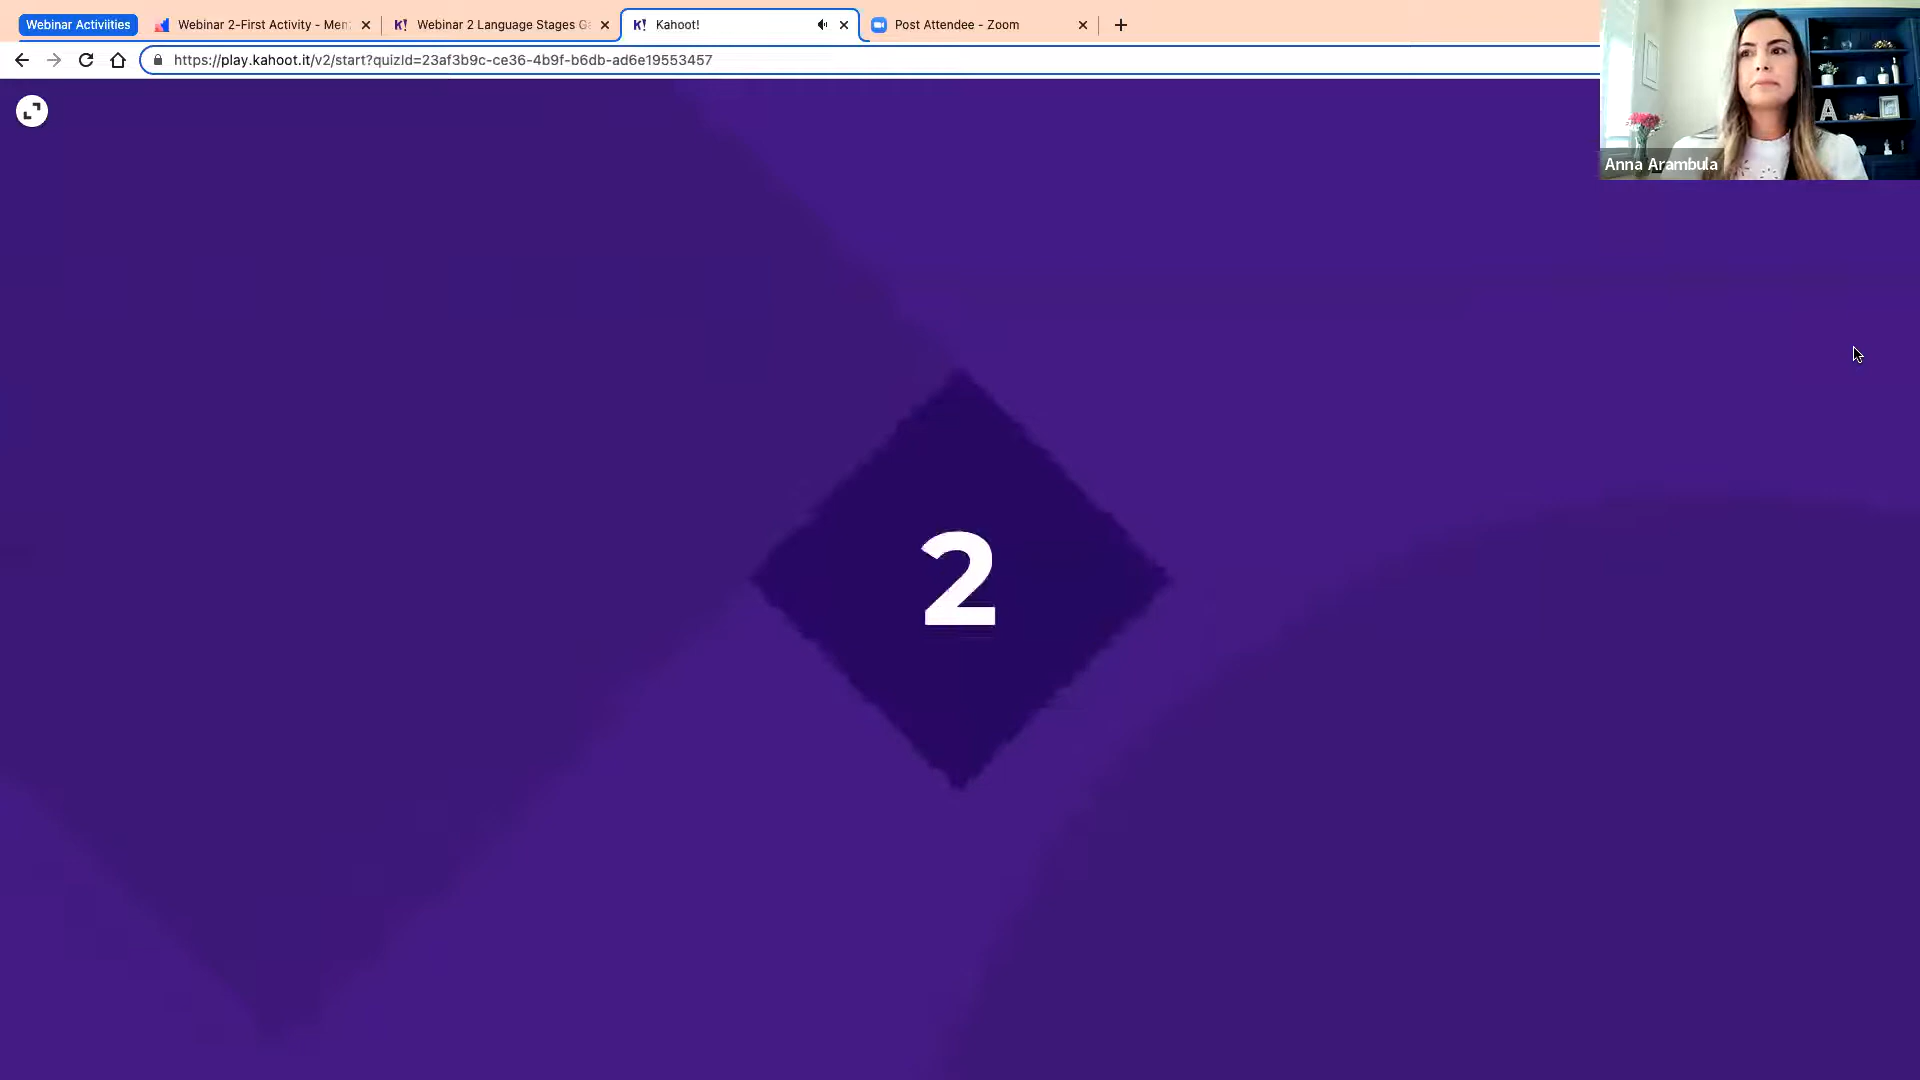 Webinar Activiities
Webinar 2-First Activity - Men
Webinar 2 Language Stages G
K!
Kahoot!
Post Attendee - Zoom
https://play.kahoot.it/v2/start?quizId=23af3b9c-ce36-4b9f-b6db-ad6e19553457
A
Anna Arambula
2